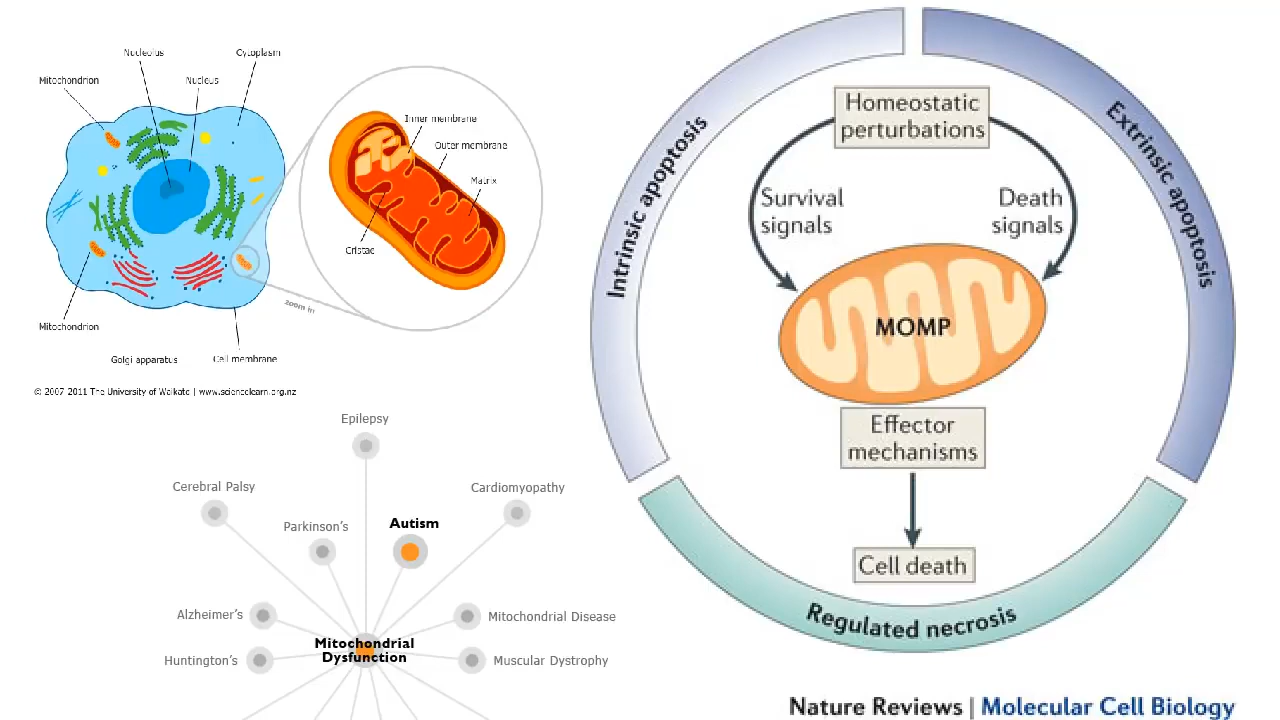 Nucleolus
Cytoplasm
Mitochondrion
Nucleus
Inner membrane
Outer membrane
Matrix
Cristae
zoom in
Mitochondrion
Golgi apparatus
Cell membrane
© 2007-2011 The University of Waikato | www.sciencelearn.org.nz
Epilepsy
Cerebral Palsy
Cardiomyopathy
Parkinson's
Autism
Alzheimer's
Mitochondrial Disease
Mitochondrial
Dysfunction
Huntington's
Muscular Dystrophy
Intrinsic apoptosis
Extrinsic apoptosis
Homeostatic
perturbations
Survival
signals
Death
signals
MOMP
Effector
mechanisms
Cell death
Regulated necrosis
Nature Reviews | Molecular Cell Biology